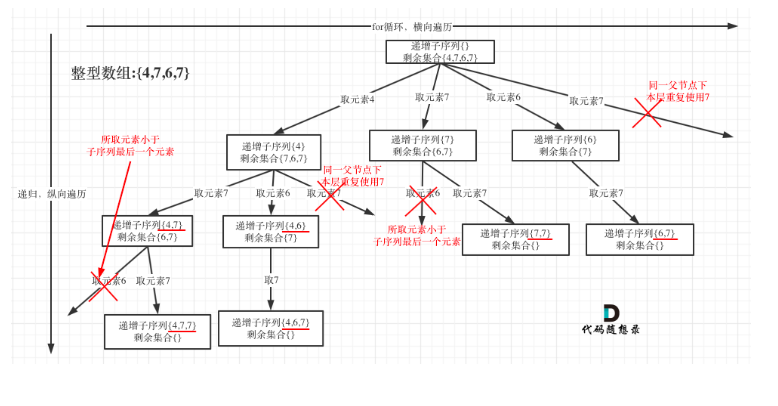 for循环、横向遍历
递增子序列{}
剩余集合{4,7,6,7}
整型数组:{4,7,6,7}
同一父节点下
本层重复使用7
取元素4
取元素7
取元素6
取元素7
所取元素小于
子序列最后一个元素
递增子序列{4}
剩余集合{7,6,7}
递增子序列{7}
剩余集合{6,7}
递增子序列{6}
剩余集合{7}
同一父节点下
本层重复使用7
递归、纵向遍历
取元素7
取元素6
取元素7
取元素6
取元素7
取元素7
递增子序列{4,7}
剩余集合{6,7}
递增子序列{4,6}
剩余集合{7}
所取元素小于
子序列最后一个元素
递增子序列{7,7}
剩余集合{}
递增子序列{6,7}
剩余集合{}
取元素6
取元素7
取7
递增子序列{4,7,7}
剩余集合{}
递增子序列{4,6,7}
剩余集合{}
代码随想录